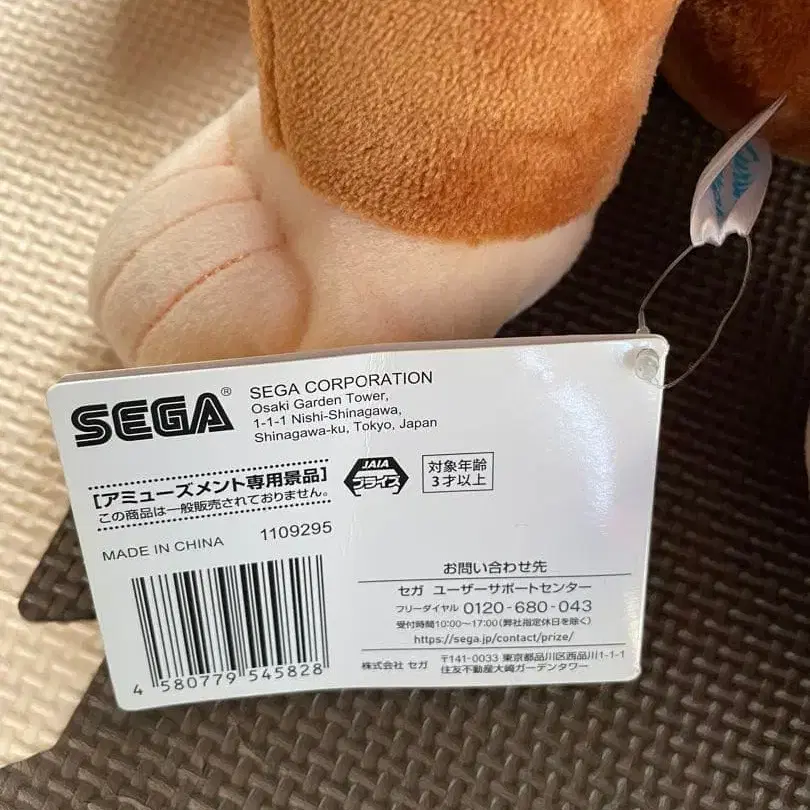 SEGA®
SEGA CORPORATION
Osaki Garden Tower,
1-1-1 Nishi-Shinagawa,
Shinagawa-ku, Tokyo, Japan
[アミューズメント専用景品]
この商品は一般販売されておりません。
JAIA
プライズ
対象年齢
3才以上
MADE IN CHINA 1109295
4 580779 545828
お問い合わせ先
セガ ユーザーサポートセンター
フリーダイヤル 0120-680-043
受付時間10:00〜17:00(弊社指定休日を除く)
https://sega.jp/contact/prize/
株式会社 セガ 〒141-0033 東京都品川区西品川1-1-1
住友不動産大崎ガーデンタワー